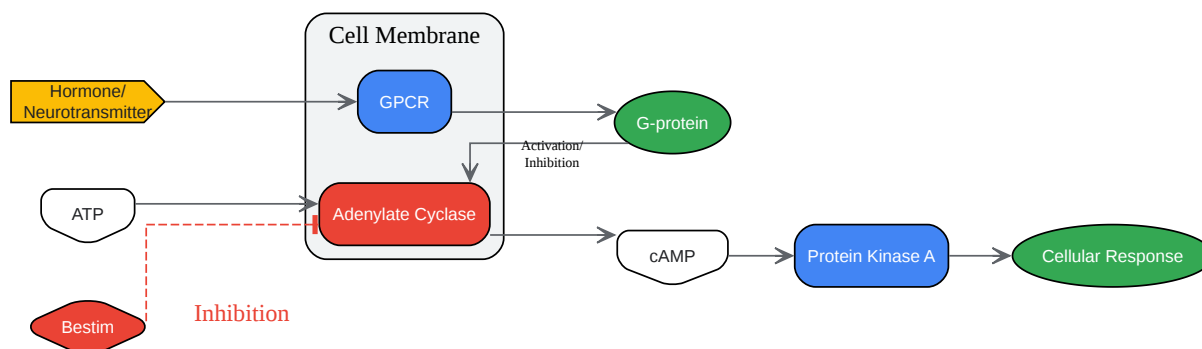 Cell Membrane
Hormone/
Neurotransmitter
GPCR
G-protein
Activation/
Inhibition
ATP
Adenylate Cyclase
cAMP
Protein Kinase A
Cellular Response
Bestim
Inhibition